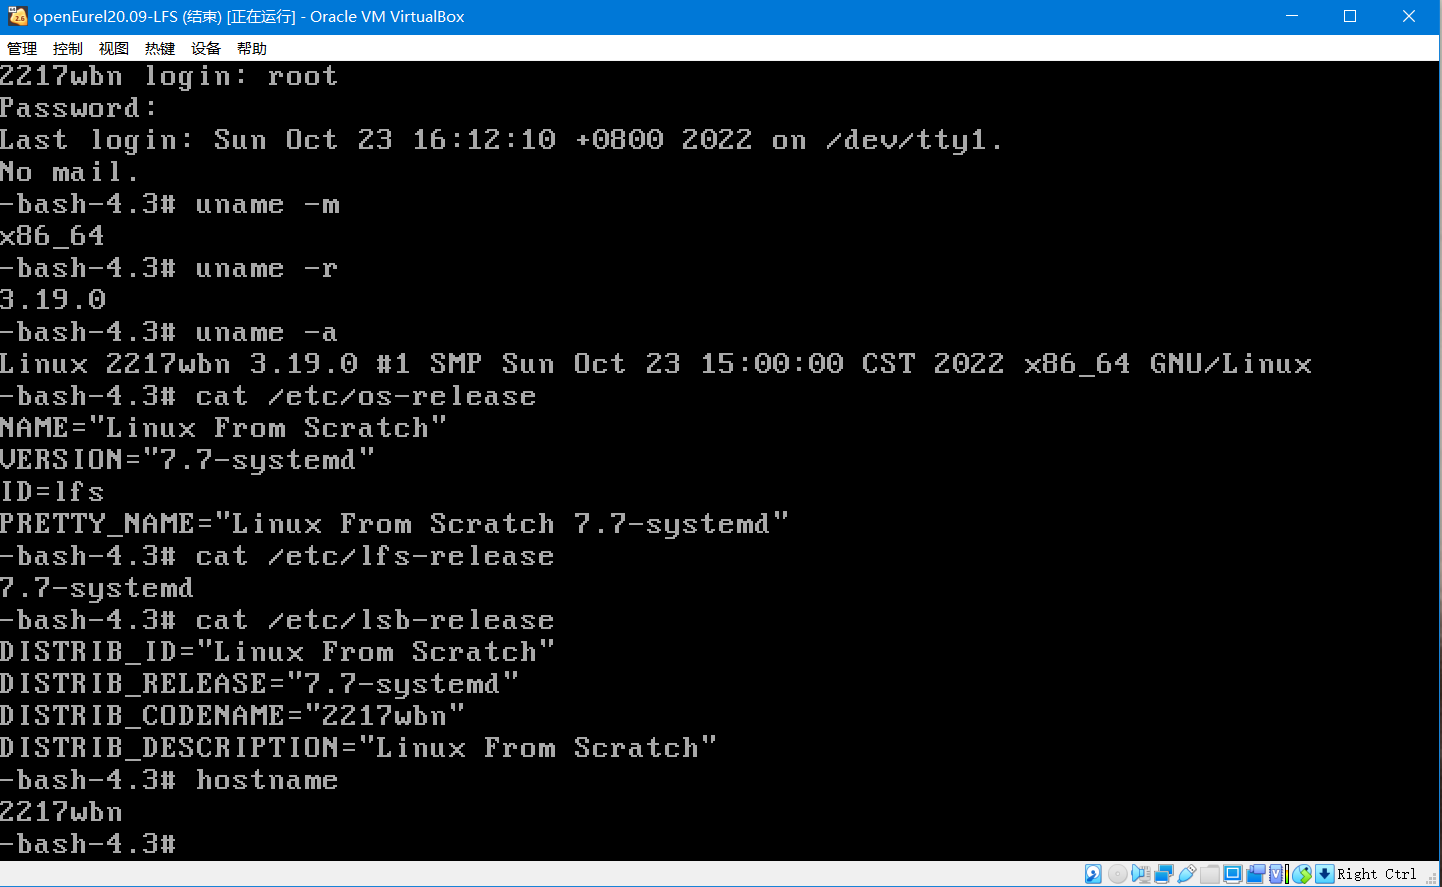 openEurel20.09-LFS (结束) [正在运行] - Oracle VM VirtualBox
管理 控制 视图 热键 设备 帮助
2217wbn login: root
Password:
Last login: Sun Oct 23 16:12:10 +0800 2022 on /dev/tty1.
No mail.
-bash-4.3# uname -m
x86_64
-bash-4.3# uname -r
3.19.0
-bash-4.3# uname -a
Linux 2217wbn 3.19.0 #1 SMP Sun Oct 23 15:00:00 CST 2022 x86_64 GNU/Linux
-bash-4.3# cat /etc/os-release
NAME="Linux From Scratch"
VERSION="7.7-systemd"
ID=lfs
PRETTY_NAME="Linux From Scratch 7.7-systemd"
-bash-4.3# cat /etc/lfs-release
7.7-systemd
-bash-4.3# cat /etc/lsb-release
DISTRIB_ID="Linux From Scratch"
DISTRIB_RELEASE="7.7-systemd"
DISTRIB_CODENAME="2217wbn"
DISTRIB_DESCRIPTION="Linux From Scratch"
-bash-4.3# hostname
2217wbn
-bash-4.3#
Right Ctrl